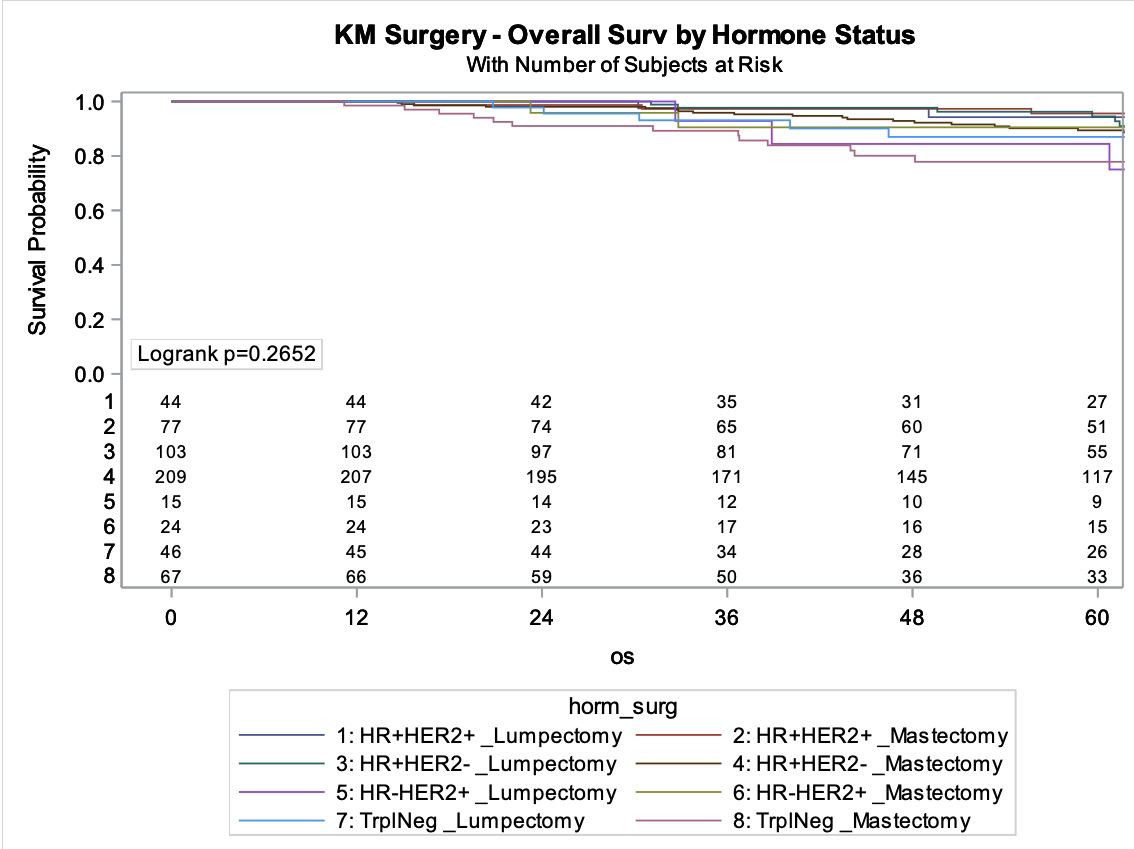 KM Surgery - Overall Surv by Hormone Status
With Number of Subjects at Risk
Survival Probability
1.0
0.8
0.6
0.4
0.2
0.0
Logrank p=0.2652
1 44 44 42 35 31 27
2 77 77 74 65 60 51
3 103 103 97 81 71 55
4 209 207 195 171 145 117
5 15 15 14 12 10 9
6 24 24 23 17 16 15
7 46 45 44 34 28 26
8 67 66 59 50 36 33
0 12 24 36 48 60
os
horm_surg
1: HR+HER2+ _Lumpectomy 2: HR+HER2+ _Mastectomy
3: HR+HER2- _Lumpectomy 4: HR+HER2- _Mastectomy
5: HR-HER2+ _Lumpectomy 6: HR-HER2+ _Mastectomy
7: TrplNeg _Lumpectomy 8: TrplNeg _Mastectomy